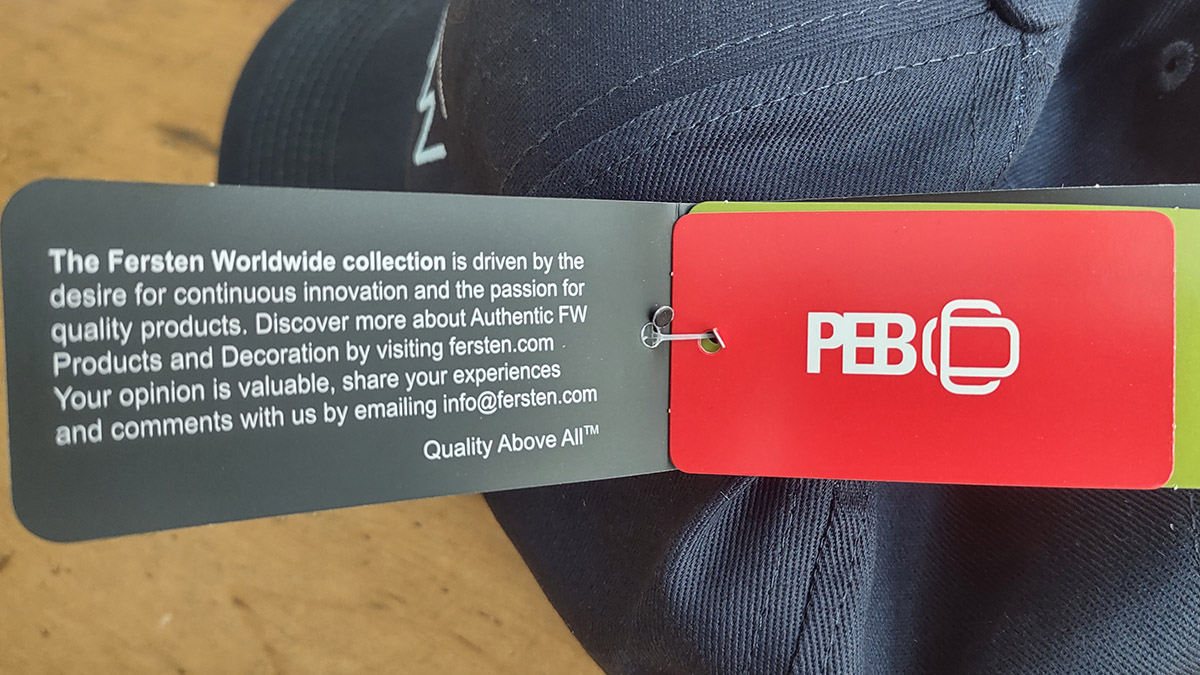 The Fersten Worldwide collection is driven by the
desire for continuous innovation and the passion for
quality products. Discover more about Authentic FW
Products and Decoration by visiting fersten.com
Your opinion is valuable, share your experiences
and comments with us by emailing info@fersten.com
Quality Above All™
PEB